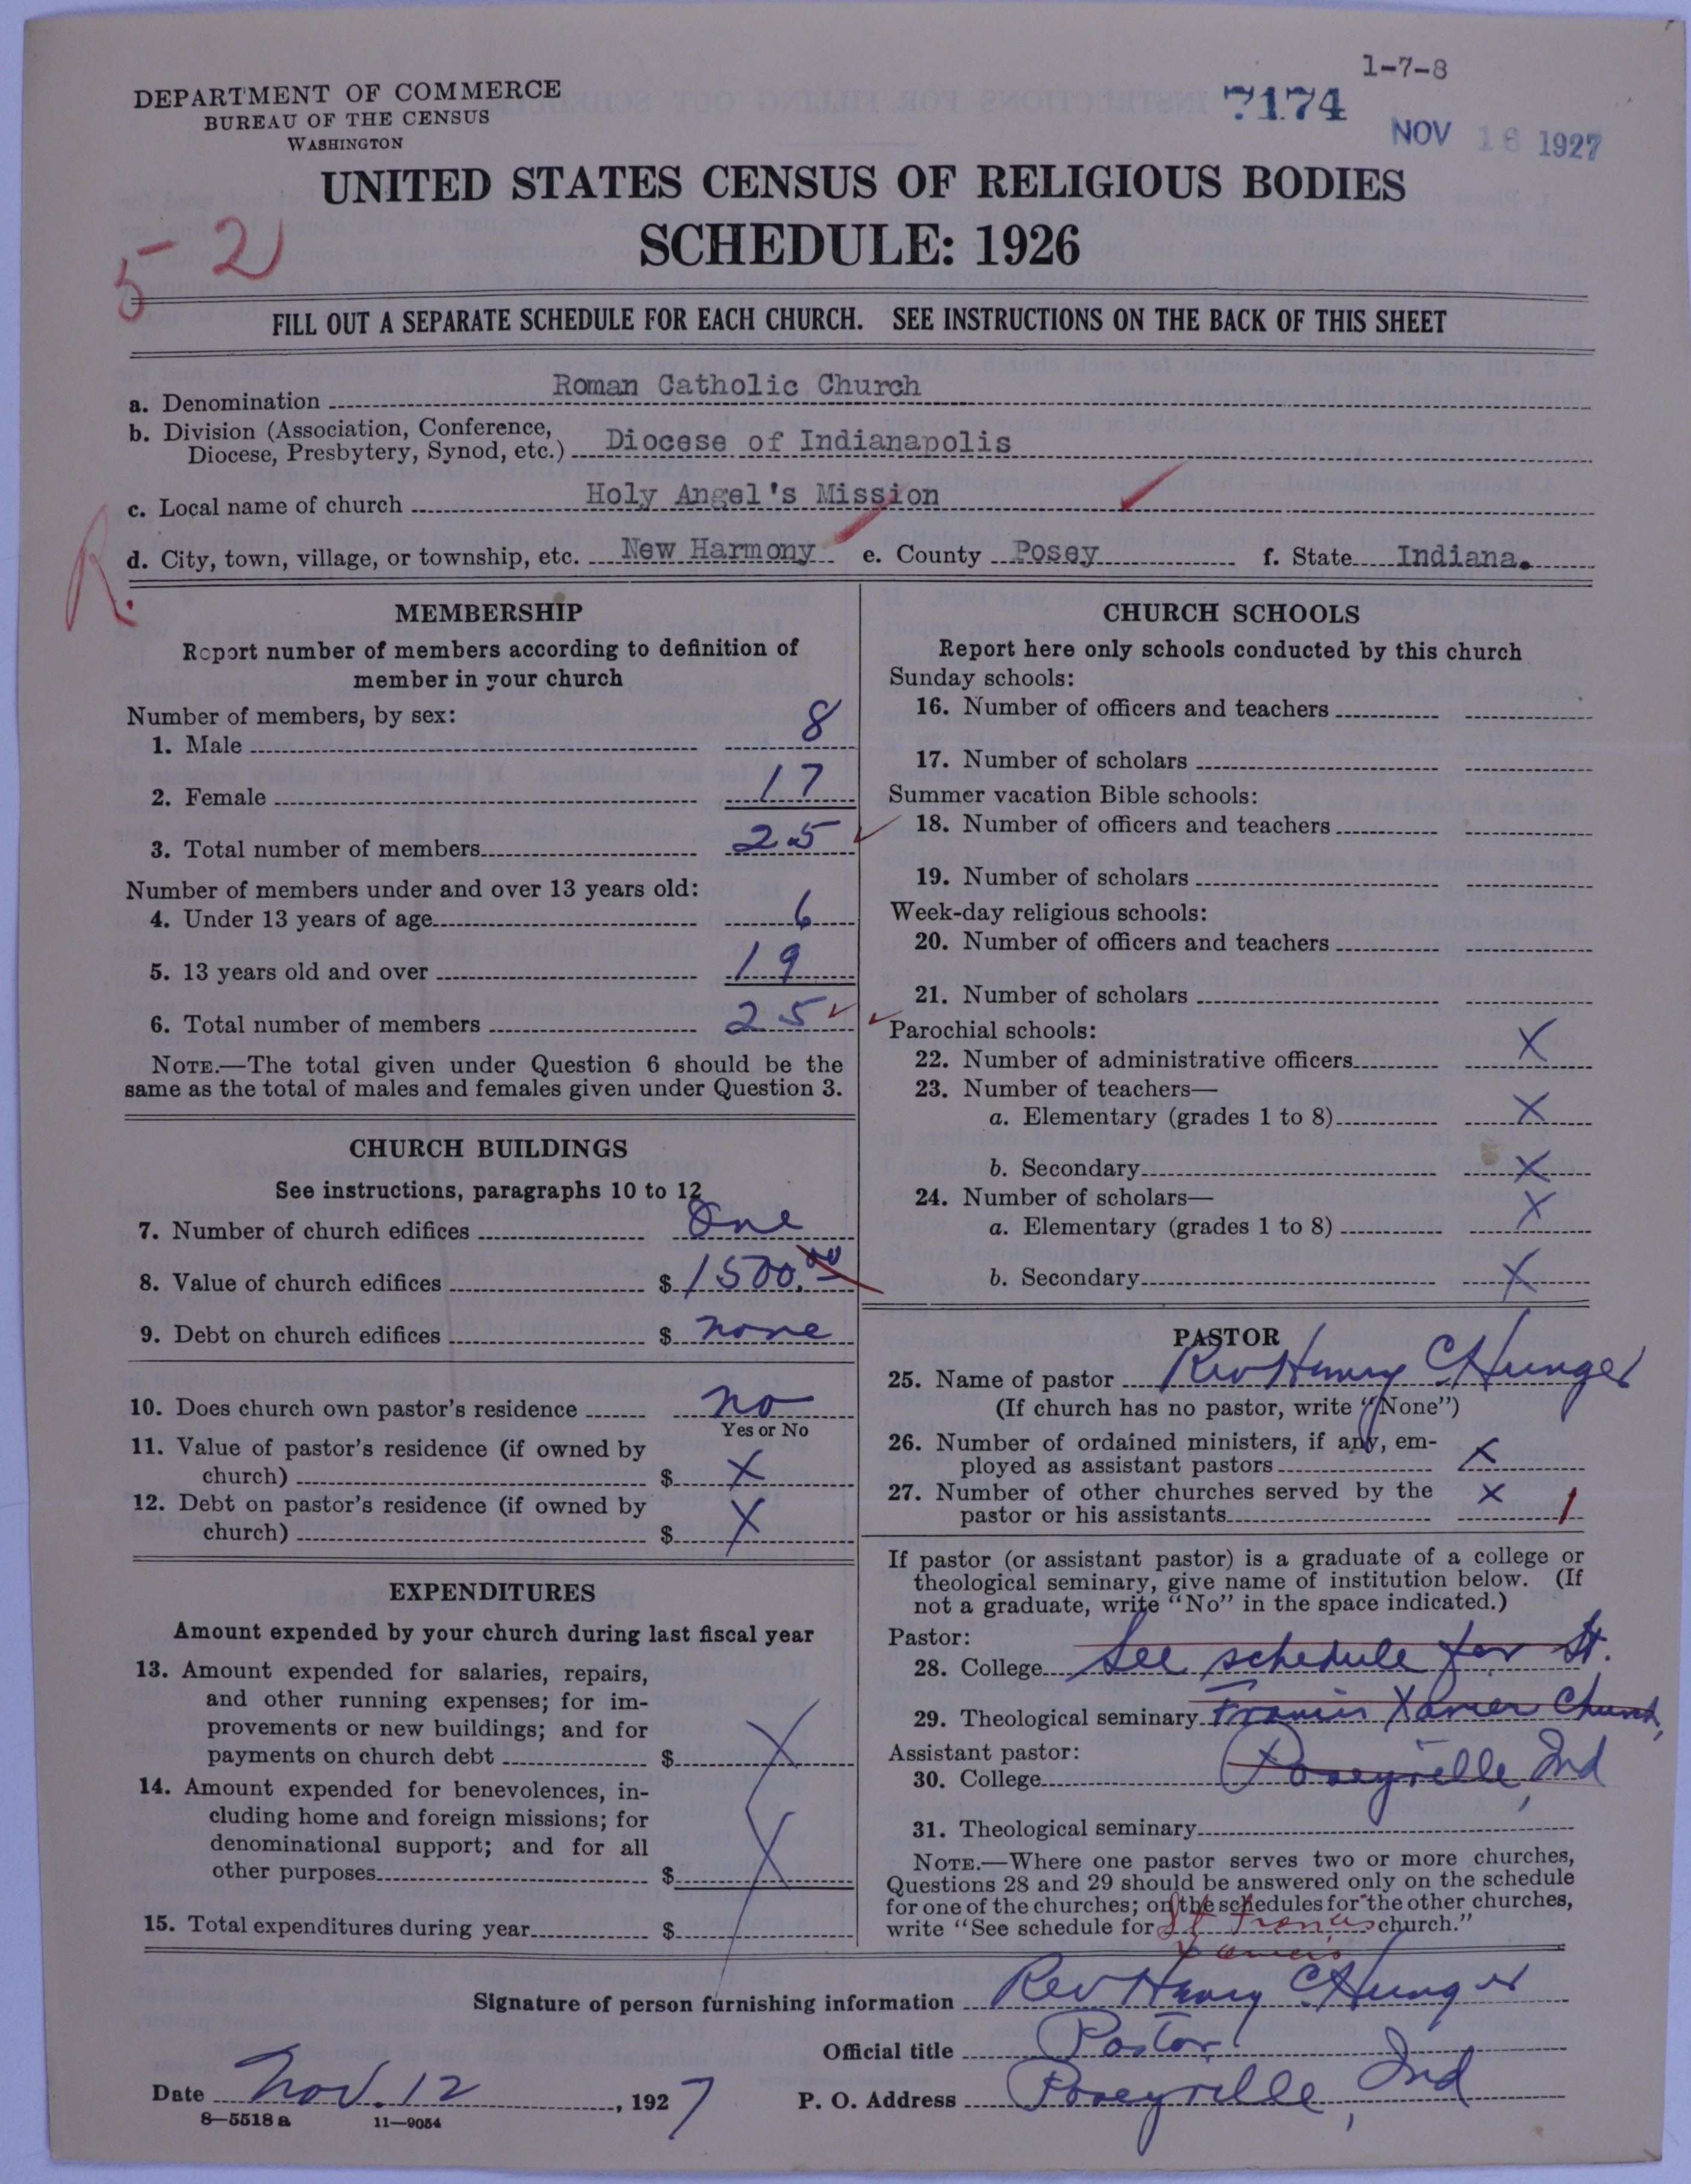 1-7-8
7174
NOV 16 1927
DEPARTMENT OF COMMERCE
BUREAU OF THE CENSUS
WASHINGTON
UNITED STATES CENSUS OF RELIGIOUS BODIES
SCHEDULE: 1926
5-2
FILL OUT A SEPARATE SCHEDULE FOR EACH CHURCH. SEE INSTRUCTIONS ON THE BACK OF THIS SHEET
a. Denomination Roman Catholic Church
b. Division (Association, Conference,
Diocese, Presbytery, Synod, etc.) Diocese of Indianapolis
c. Local name of church Holy Angel's Mission
R.
d. City, town, village, or township, etc. New Harmony e. County Posey f. State Indiana.
MEMBERSHIP
Report number of members according to definition of
member in your church
Number of members, by sex:
1. Male 8
2. Female 17
3. Total number of members 25
Number of members under and over 13 years old:
4. Under 13 years of age 6
5. 13 years old and over 19
6. Total number of members 25
NOTE.—The total given under Question 6 should be the
same as the total of males and females given under Question 3.
CHURCH BUILDINGS
See instructions, paragraphs 10 to 12
7. Number of church edifices One
8. Value of church edifices $ 1500.00
9. Debt on church edifices $ none
10. Does church own pastor's residence no
Yes or No
11. Value of pastor's residence (if owned by
church) $ X
12. Debt on pastor's residence (if owned by
church) $ X
EXPENDITURES
Amount expended by your church during last fiscal year
13. Amount expended for salaries, repairs,
and other running expenses; for im-
provements or new buildings; and for
payments on church debt $ X
14. Amount expended for benevolences, in-
cluding home and foreign missions; for
denominational support; and for all
other purposes $ X
15. Total expenditures during year $
CHURCH SCHOOLS
Report here only schools conducted by this church
Sunday schools:
16. Number of officers and teachers
17. Number of scholars
Summer vacation Bible schools:
18. Number of officers and teachers
19. Number of scholars
Week-day religious schools:
20. Number of officers and teachers
21. Number of scholars
Parochial schools:
22. Number of administrative officers X
23. Number of teachers—
a. Elementary (grades 1 to 8) X
b. Secondary X
24. Number of scholars—
a. Elementary (grades 1 to 8) X
b. Secondary X
PASTOR
25. Name of pastor Rev Henry C Hunger
(If church has no pastor, write "None")
26. Number of ordained ministers, if any, em-
ployed as assistant pastors X
27. Number of other churches served by the
pastor or his assistants X 1
If pastor (or assistant pastor) is a graduate of a college or
theological seminary, give name of institution below. (If
not a graduate, write "No" in the space indicated.)
Pastor:
28. College See schedule for St.
29. Theological seminary Francis Xavier Church,
Assistant pastor:
30. College Poseyville, Ind
31. Theological seminary
NOTE.—Where one pastor serves two or more churches,
Questions 28 and 29 should be answered only on the schedule
for one of the churches; on the schedules for the other churches,
write "See schedule for St Francis church."
Xavier
Signature of person furnishing information Rev Henry C Hunger
Official title Pastor
Date Nov. 12, 1927 P. O. Address Poseyville, Ind
8—5518 a 11—9054